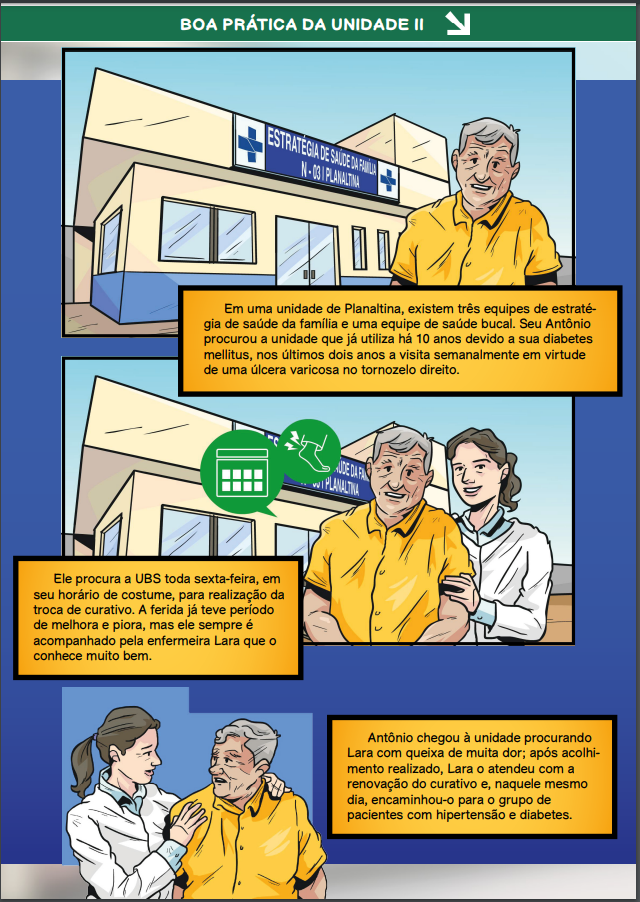 BOA PRÁTICA DA UNIDADE II
ESTRATÉGIA DE SAÚDE DA FAMÍLIA
N - 03 | PLANALTINA
Em uma unidade de Planaltina, existem três equipes de estraté-
gia de saúde da família e uma equipe de saúde bucal. Seu Antônio
procurou a unidade que já utiliza há 10 anos devido a sua diabetes
mellitus, nos últimos dois anos a visita semanalmente em virtude
de uma úlcera varicosa no tornozelo direito.
ÚDE DA FA
PLANALTINA
Ele procura a UBS toda sexta-feira, em
seu horário de costume, para realização da
troca de curativo. A ferida já teve período
de melhora e piora, mas ele sempre é
acompanhado pela enfermeira Lara que o
conhece muito bem.
Antônio chegou à unidade procurando
Lara com queixa de muita dor; após acolhi-
mento realizado, Lara o atendeu com a
renovação do curativo e, naquele mesmo
dia, encaminhou-o para o grupo de
pacientes com hipertensão e diabetes.